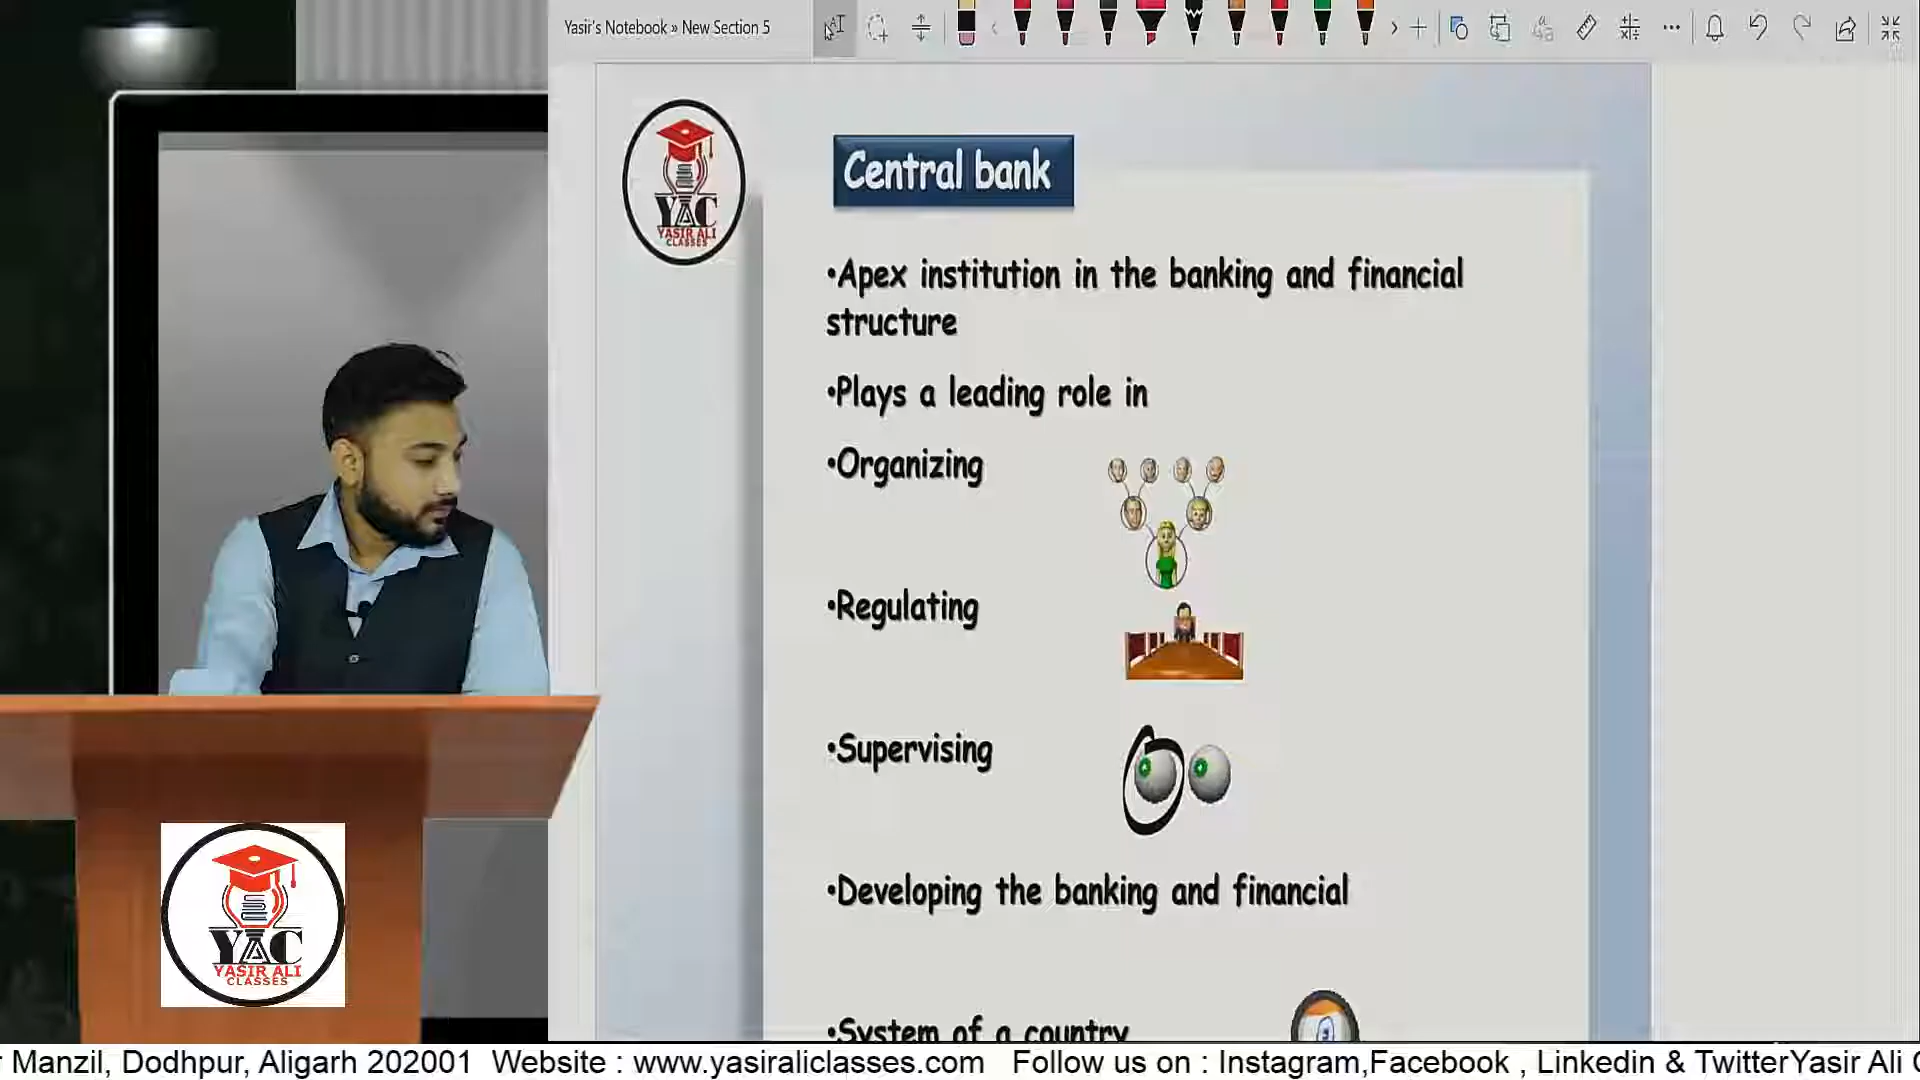 Yasir's Notebook » New Section 5
YAC
YASIR ALI
CLASSES
Central bank
•Apex institution in the banking and financial
structure
•Plays a leading role in
•Organizing
•Regulating
•Supervising
•Developing the banking and financial
•System of a country
YAC
YASIR ALI
CLASSES
Manzil, Dodhpur, Aligarh 202001 Website : www.yasiraliclasses.com Follow us on : Instagram,Facebook , Linkedin & TwitterYasir Ali